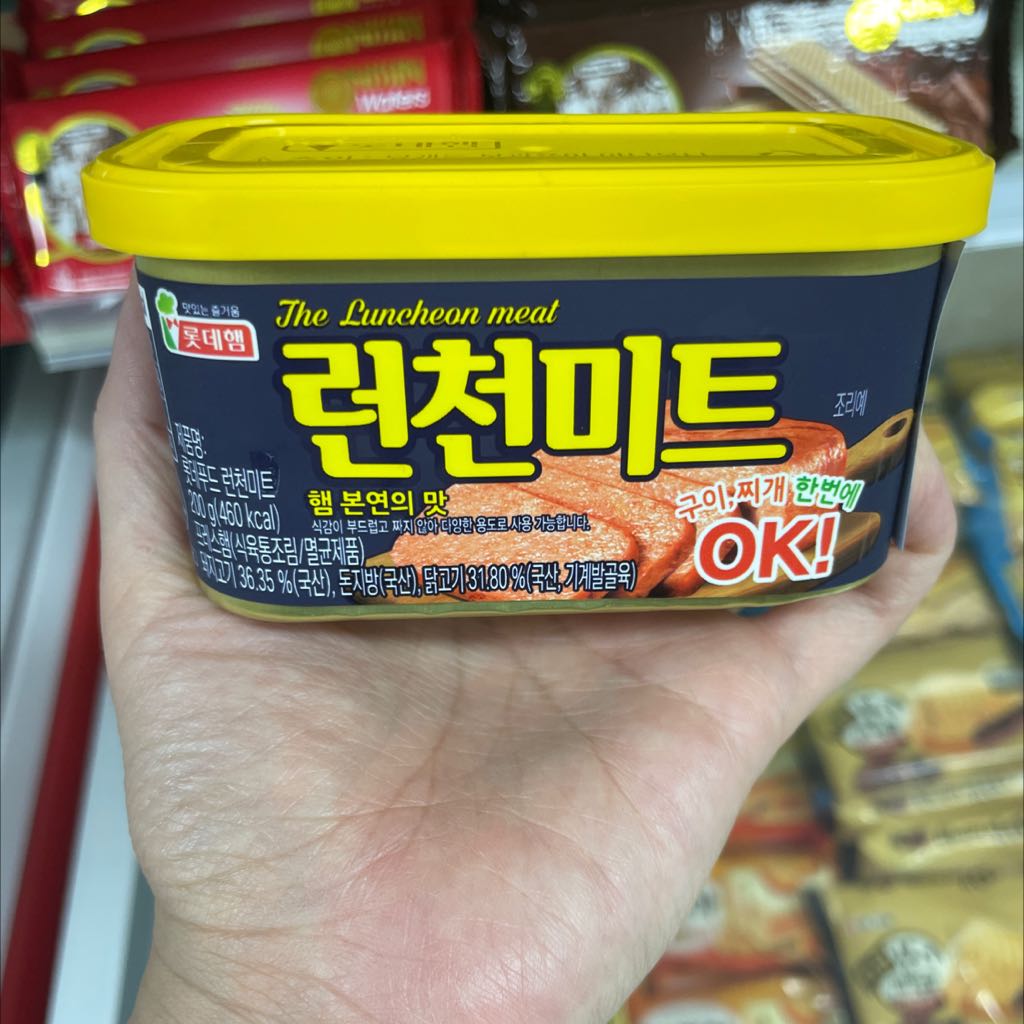 Wafers
맛있는 즐거움
롯데햄
The Luncheon meat
런천미트
조리예
제품명:
롯데푸드 런천미트
200 g(460 kcal)
프레스햄/식육통조림/멸균제품)
돼지고기 36.35 %(국산), 돈지방(국산), 닭고기 31.80 %(국산, 기계발골육)
햄 본연의 맛
식감이 부드럽고 짜지 않아 다양한 용도로 사용 가능합니다.
구이, 찌개 한번에
OK!